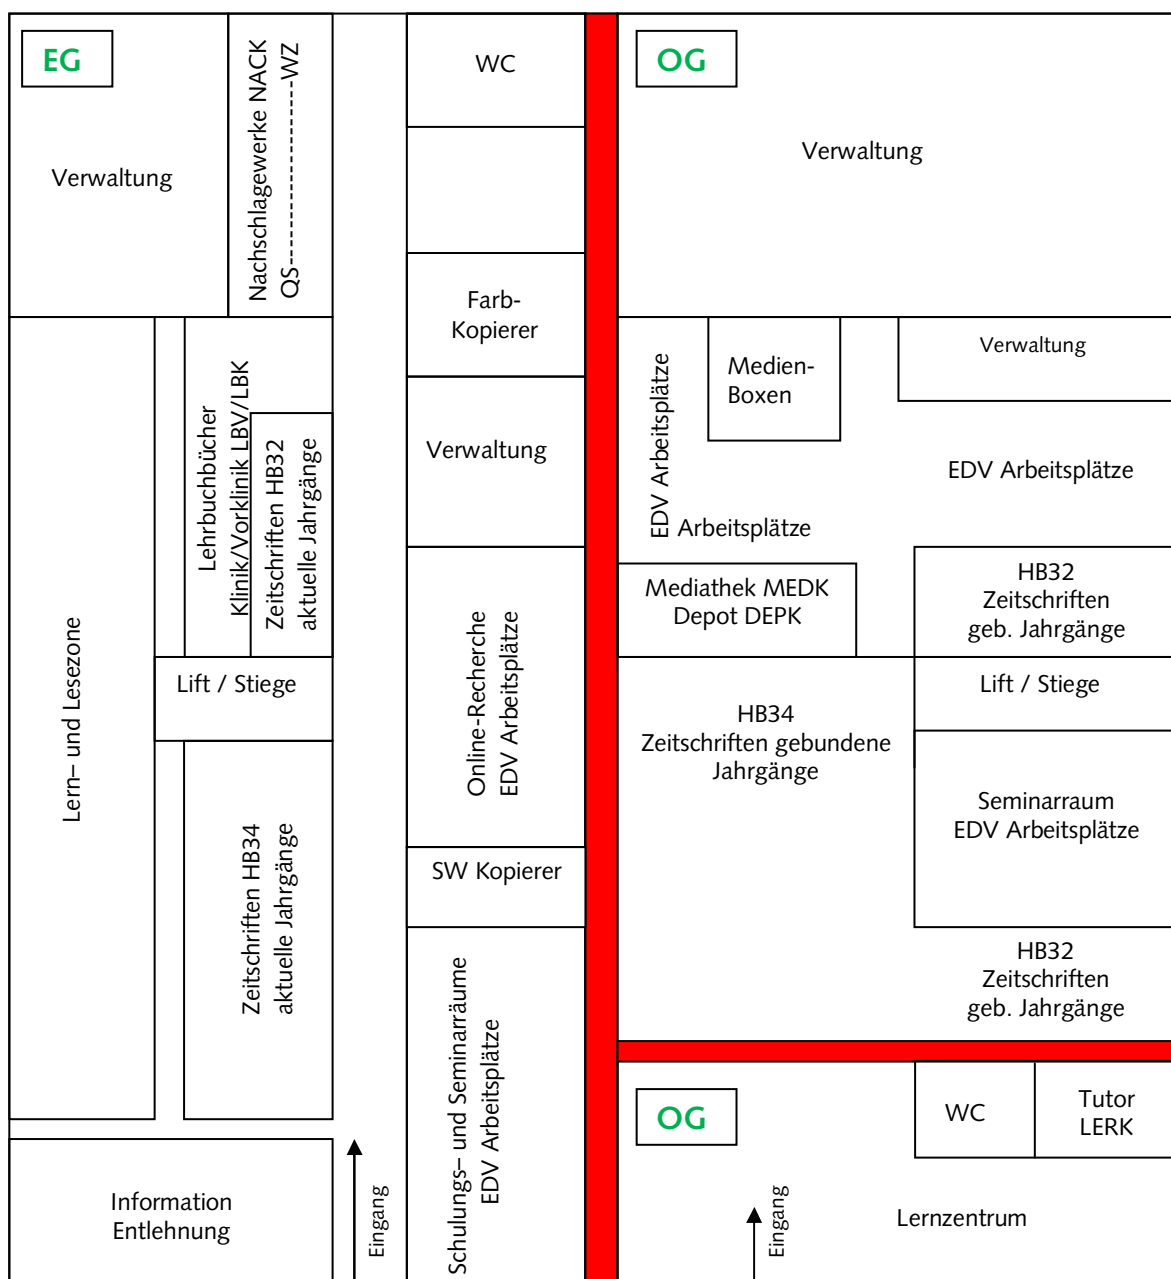 EG
Verwaltung
Nachschlagewerke NACK
QS---------------WZ
Lehrbuchbücher
Klinik/Vorklinik LBV/LBK
Zeitschriften HB32
aktuelle Jahrgänge
Lern– und Lesezone
Lift / Stiege
Zeitschriften HB34
aktuelle Jahrgänge
Information
Entlehnung
Eingang
WC
Farb-
Kopierer
Verwaltung
Online-Recherche
EDV Arbeitsplätze
SW Kopierer
Schulungs– und Seminarräume
EDV Arbeitsplätze
OG
Verwaltung
EDV Arbeitsplätze
Medien-
Boxen
Verwaltung
EDV Arbeitsplätze
Arbeitsplätze
Mediathek MEDK
Depot DEPK
HB32
Zeitschriften
geb. Jahrgänge
Lift / Stiege
HB34
Zeitschriften gebundene
Jahrgänge
Seminarraum
EDV Arbeitsplätze
HB32
Zeitschriften
geb. Jahrgänge
OG
WC
Tutor
LERK
Eingang
Lernzentrum